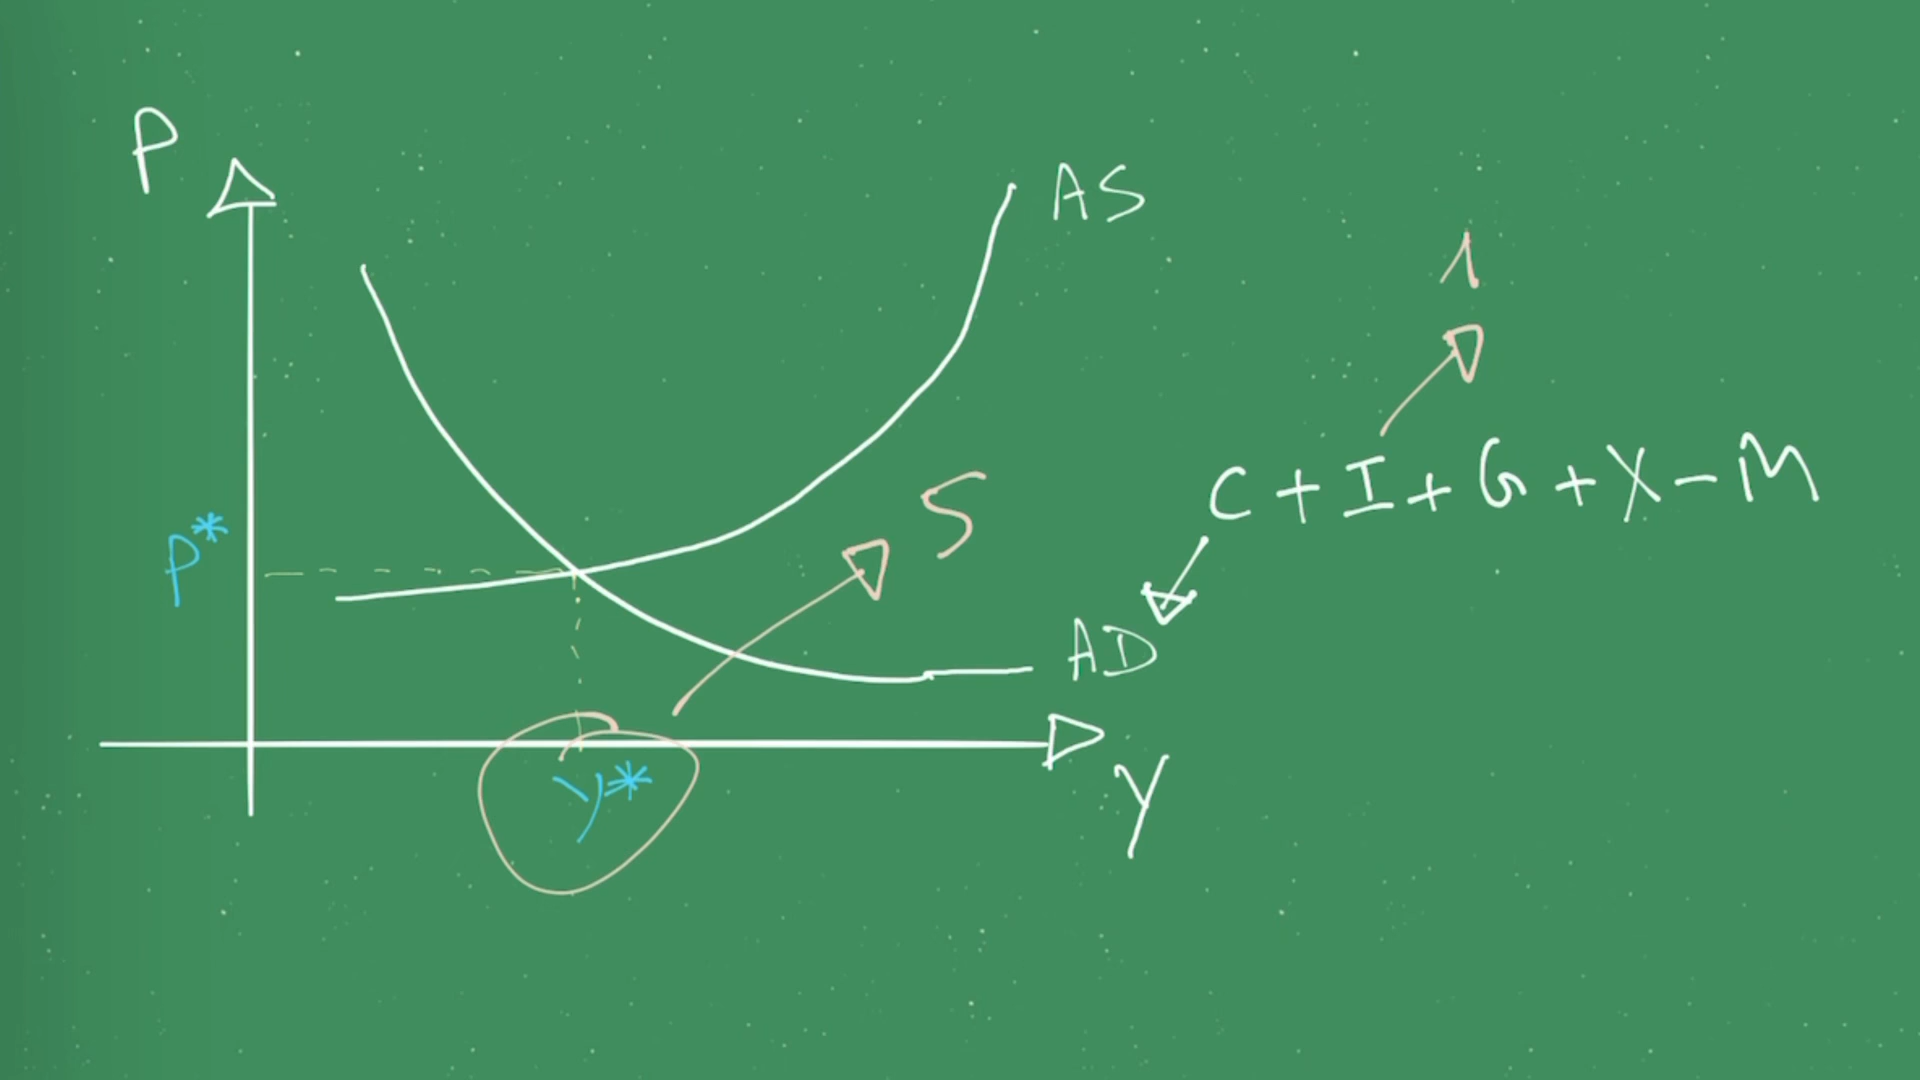 P
AS
1
S
C + I + G + X - M
P*
AD
Y*
Y